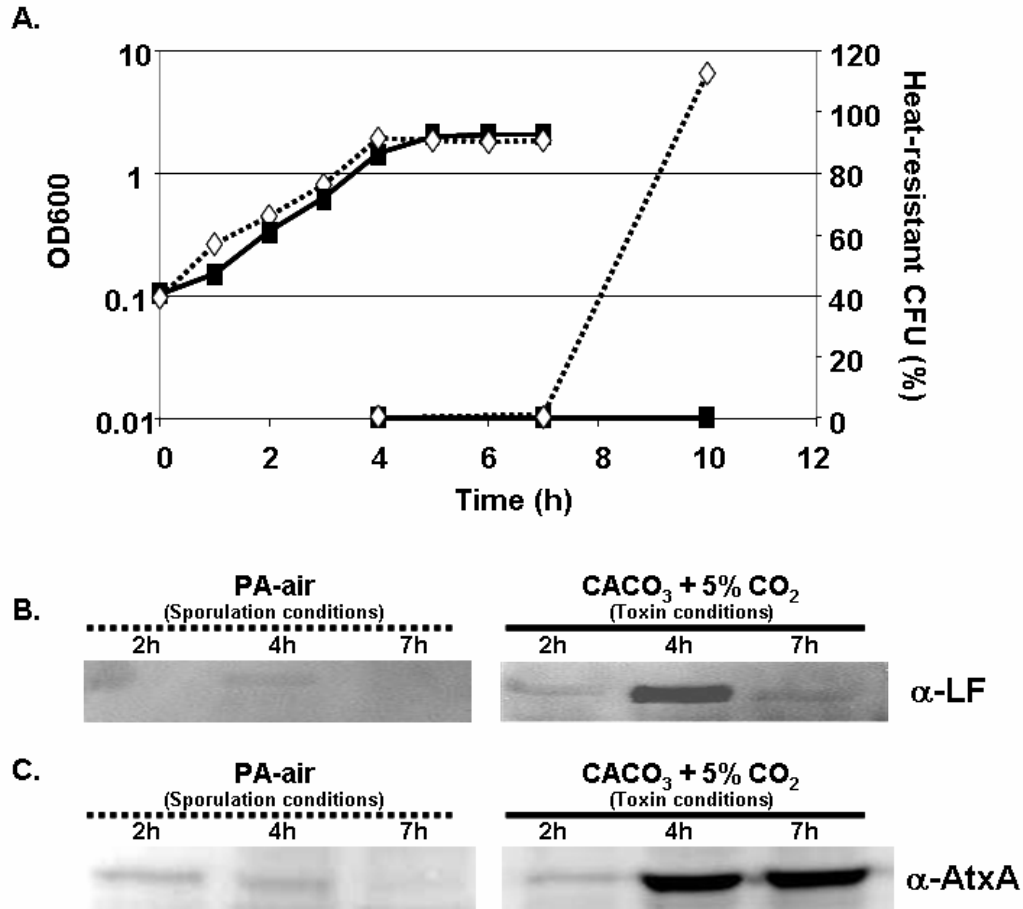 A.
10
1
0.1
0.01
OD600
120
100
80
60
40
20
0
Heat-resistant CFU (%)
0 2 4 6 8 10 12
Time (h)
B.
PA-air
(Sporulation conditions)
2h 4h 7h
CACO3 + 5% CO2
(Toxin conditions)
2h 4h 7h
α-LF
C.
PA-air
(Sporulation conditions)
2h 4h 7h
CACO3 + 5% CO2
(Toxin conditions)
2h 4h 7h
α-AtxA